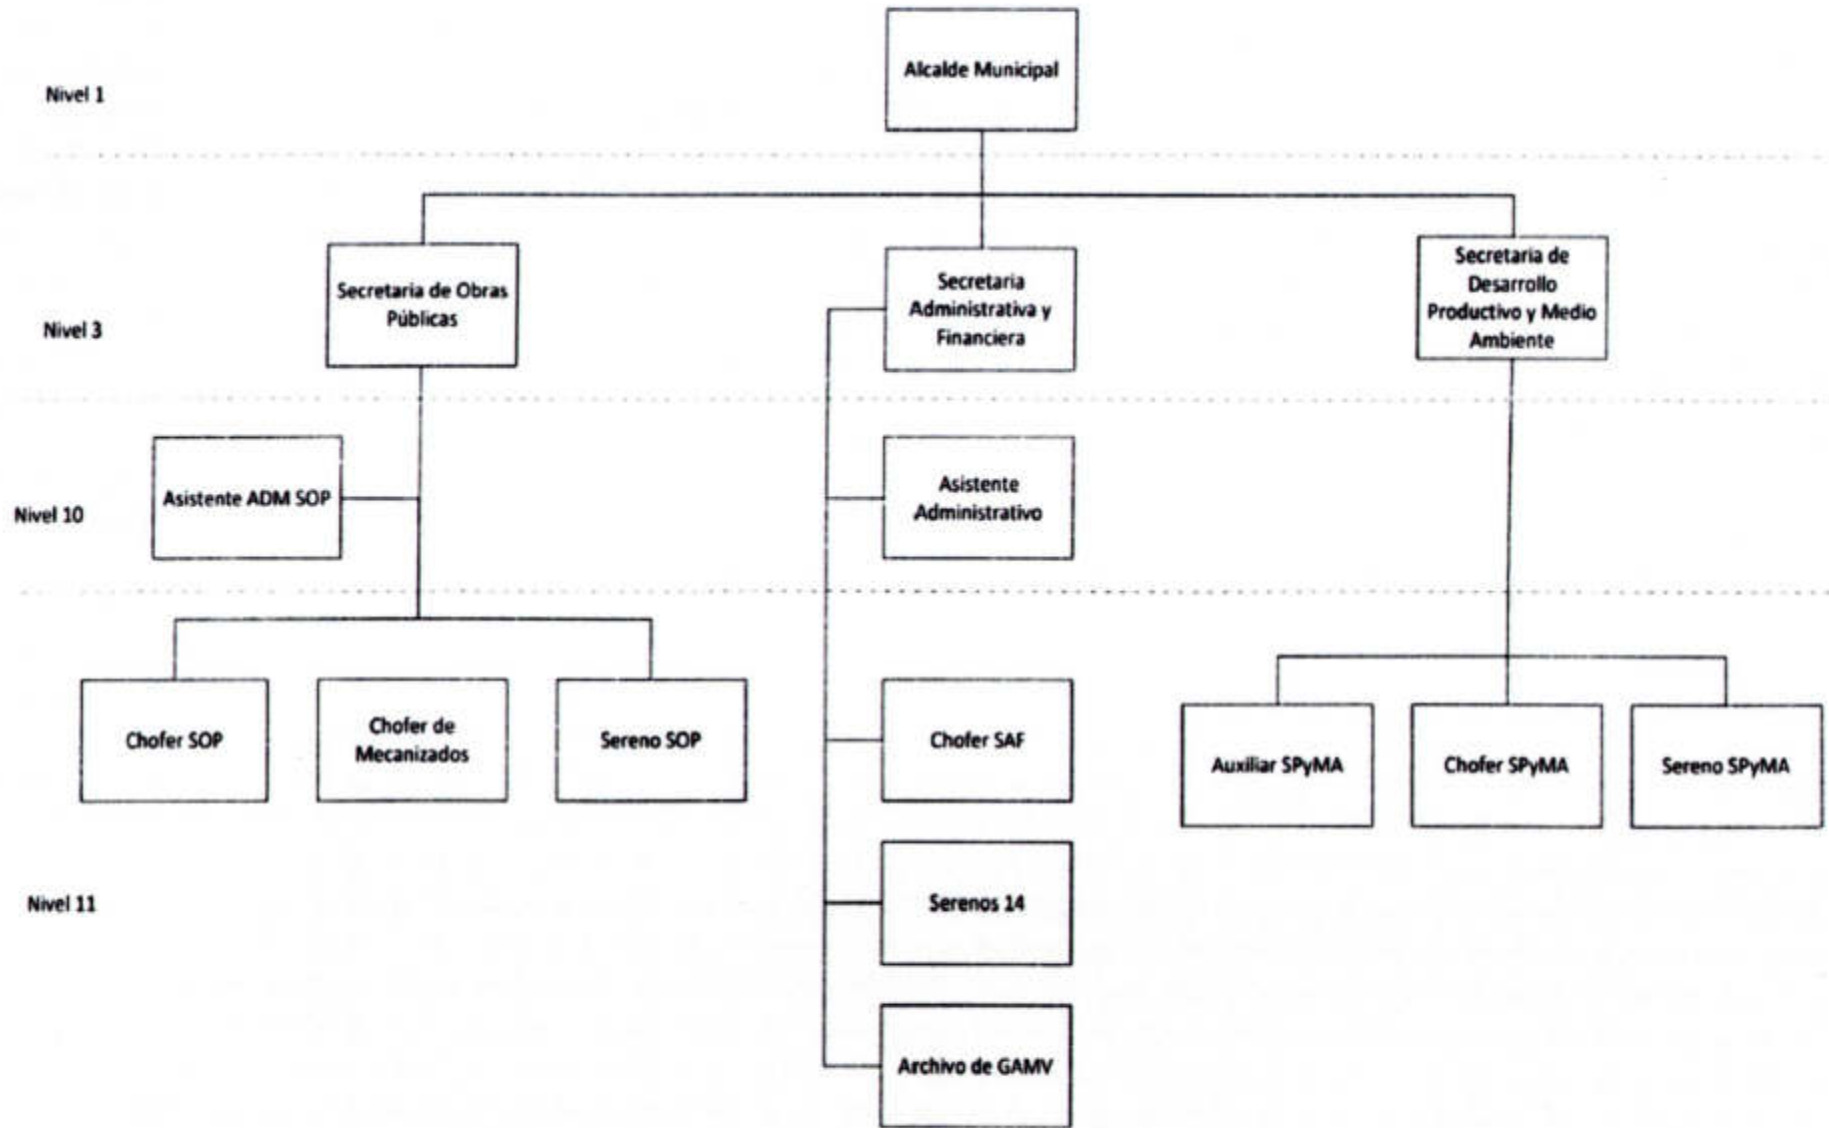 Alcalde Municipal
Nivel 1
Secretaria de Obras
Públicas
Secretaria
Administrativa y
Financiera
Secretaria de
Desarrollo
Productivo y Medio
Ambiente
Nivel 3
Asistente ADM SOP
Asistente
Administrativo
Nivel 10
Chofer SOP
Chofer de
Mecanizados
Sereno SOP
Chofer SAF
Auxiliar SPyMA
Chofer SPyMA
Sereno SPyMA
Nivel 11
Serenos 14
Archivo de GAMV